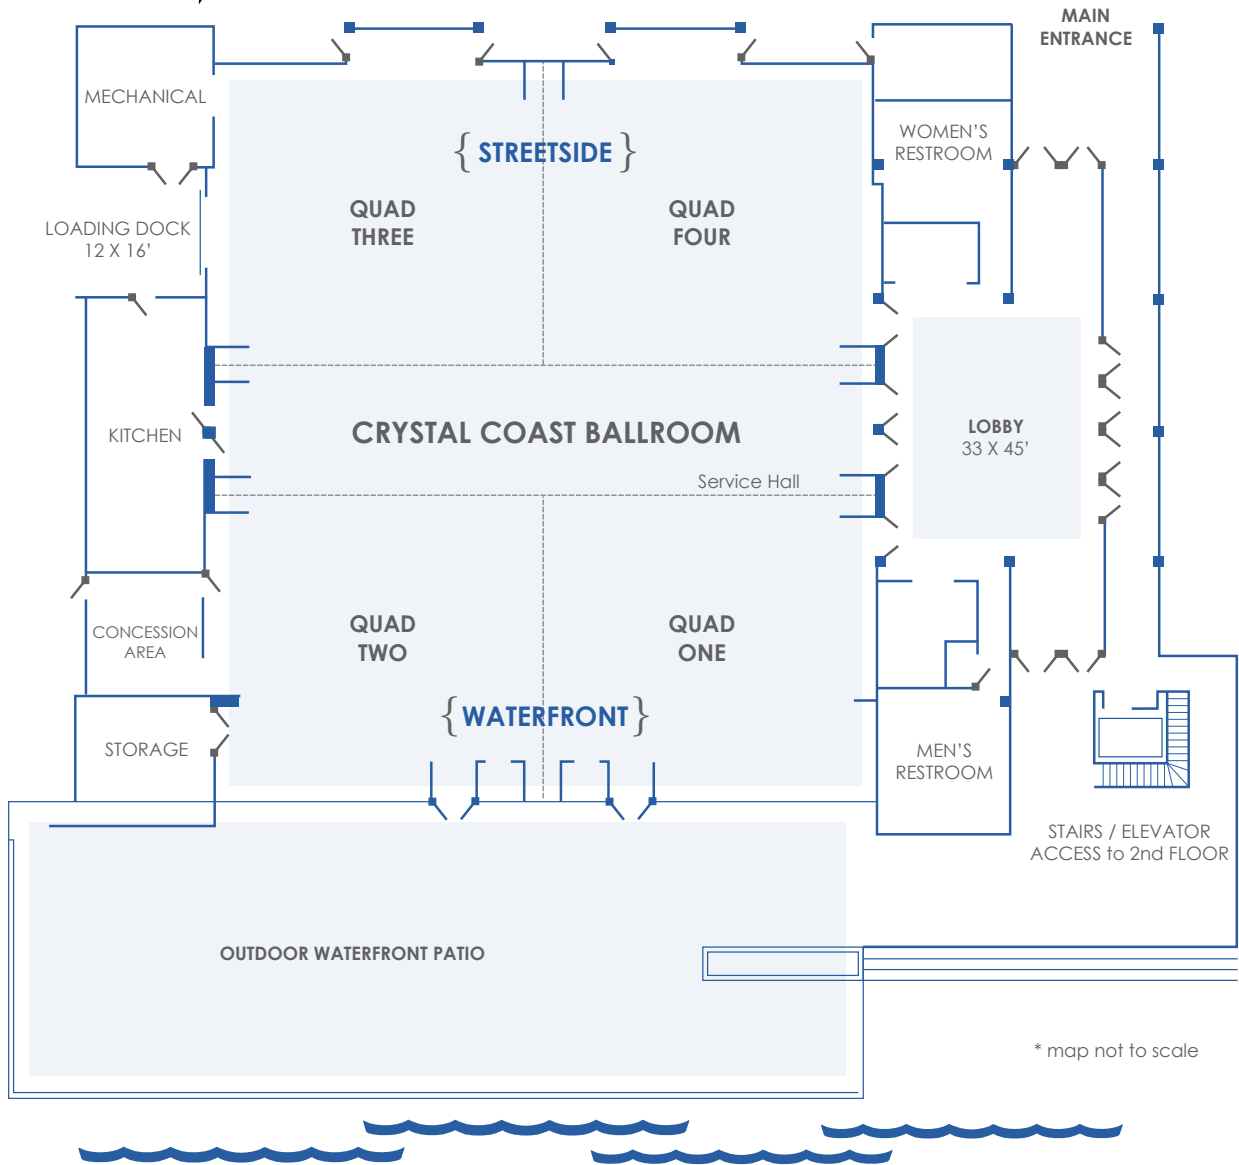 MAIN
ENTRANCE
MECHANICAL
WOMEN'S
RESTROOM
{ STREETSIDE }
QUAD
THREE
QUAD
FOUR
LOADING DOCK
12 X 16'
KITCHEN
CRYSTAL COAST BALLROOM
LOBBY
33 X 45'
Service Hall
CONCESSION
AREA
QUAD
TWO
QUAD
ONE
{ WATERFRONT }
STORAGE
MEN'S
RESTROOM
STAIRS / ELEVATOR
ACCESS to 2nd FLOOR
OUTDOOR WATERFRONT PATIO
* map not to scale